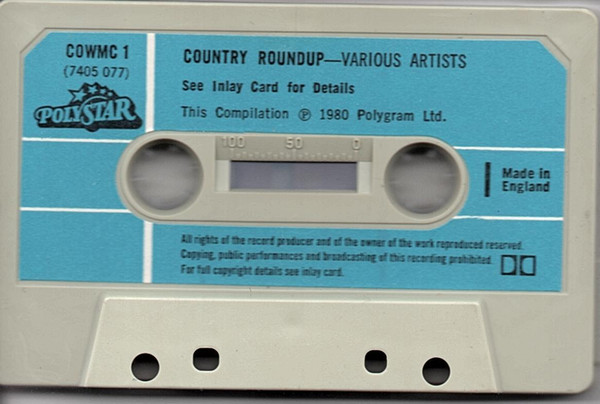 COWMC 1
(7405 077)
POLYSTAR
COUNTRY ROUNDUP—VARIOUS ARTISTS
See Inlay Card for Details
This Compilation ℗ 1980 Polygram Ltd.
100 50 0
Made in
England
All rights of the record producer and of the owner of the work reproduced reserved.
Copying, public performances and broadcasting of this recording prohibited.
For full copyright details see inlay card.